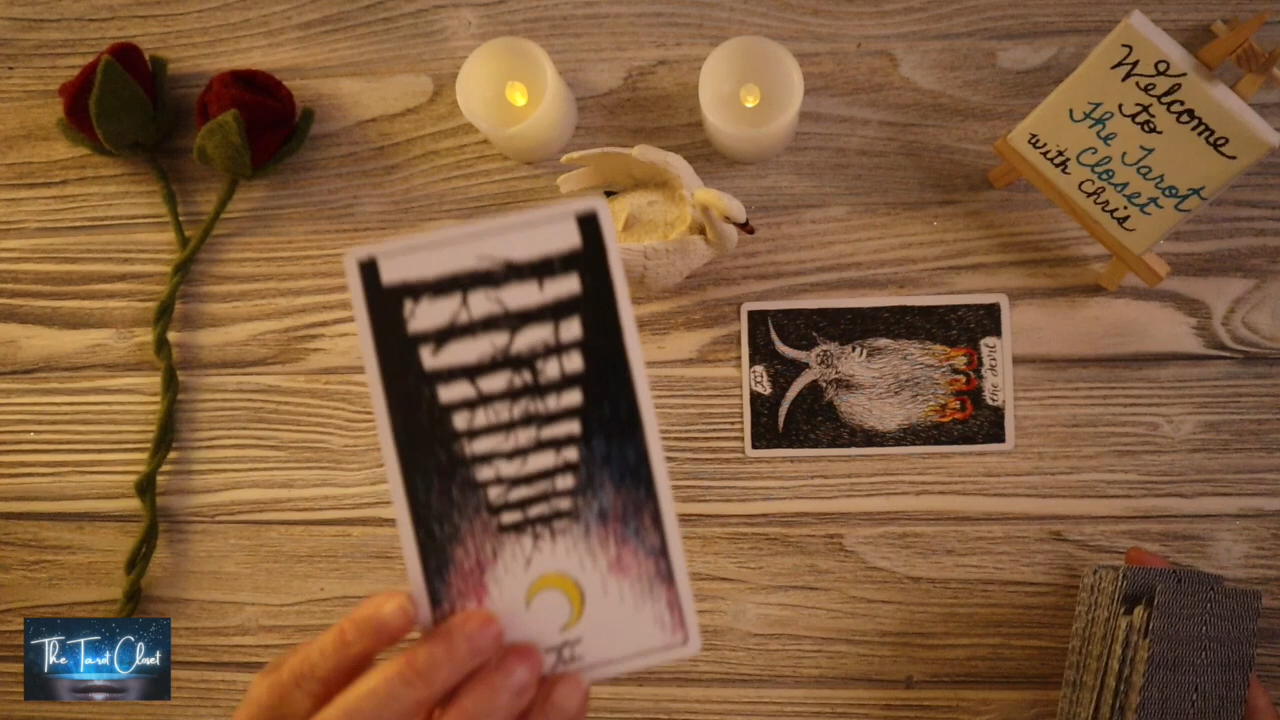 Welcome
to
The Tarot
Closet
with Chris
the devil
The Tarot Closet